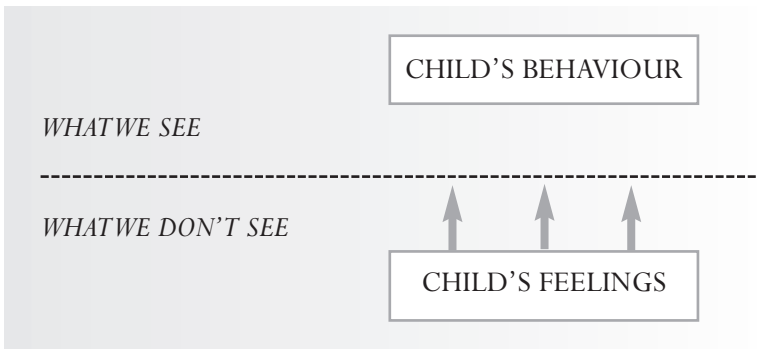 CHILD'S BEHAVIOUR
WHATWE SEE
WHATWE DON'T SEE
CHILD'S FEELINGS